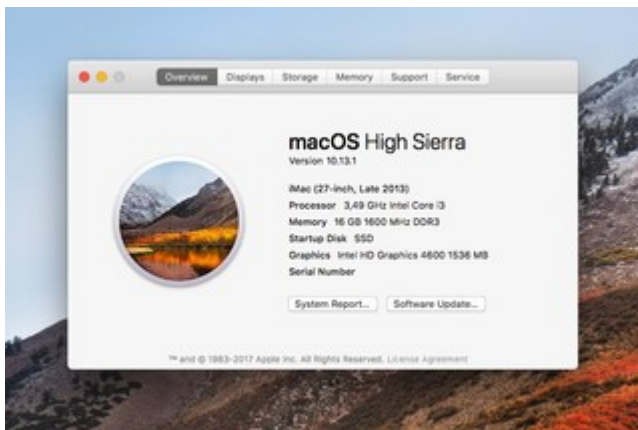 Overview Displays Storage Memory Support Service
macOS High Sierra
Version 10.13.1
iMac (27-inch, Late 2013)
Processor 3,49 GHz Intel Core i3
Memory 16 GB 1600 MHz DDR3
Startup Disk SSD
Graphics Intel HD Graphics 4600 1536 MB
Serial Number
System Report... Software Update...
™ and © 1983-2017 Apple Inc. All Rights Reserved. License Agreement